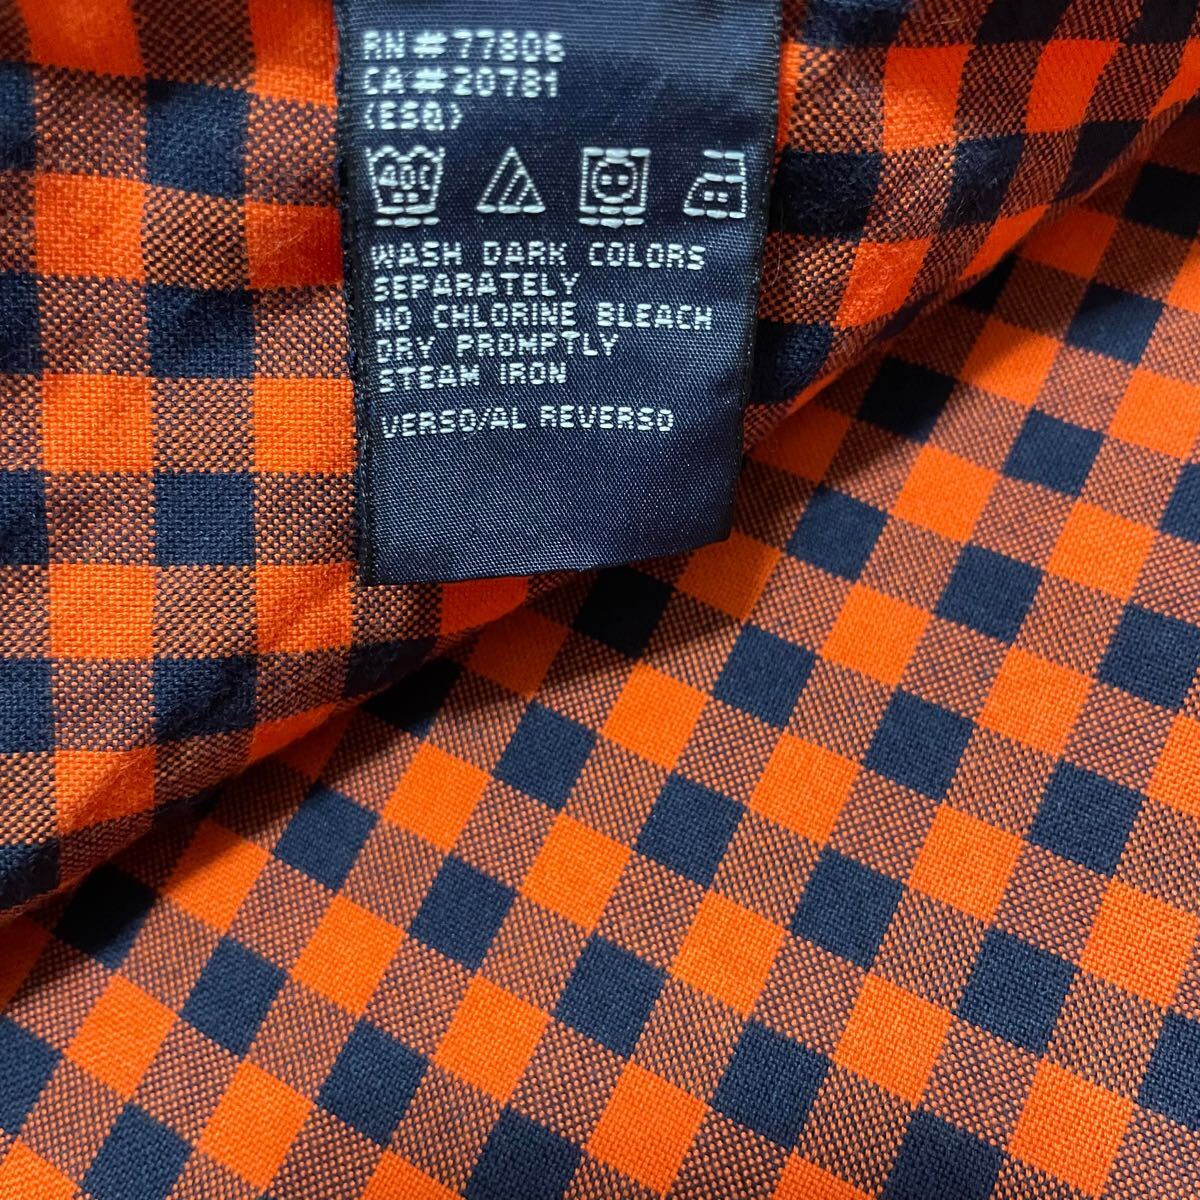 RN#77806
CA#20781
(ESQ)
40C
WASH DARK COLORS
SEPARATELY
NO CHLORINE BLEACH
DRY PROMPTLY
STEAM IRON
VERSO/AL REVERSO